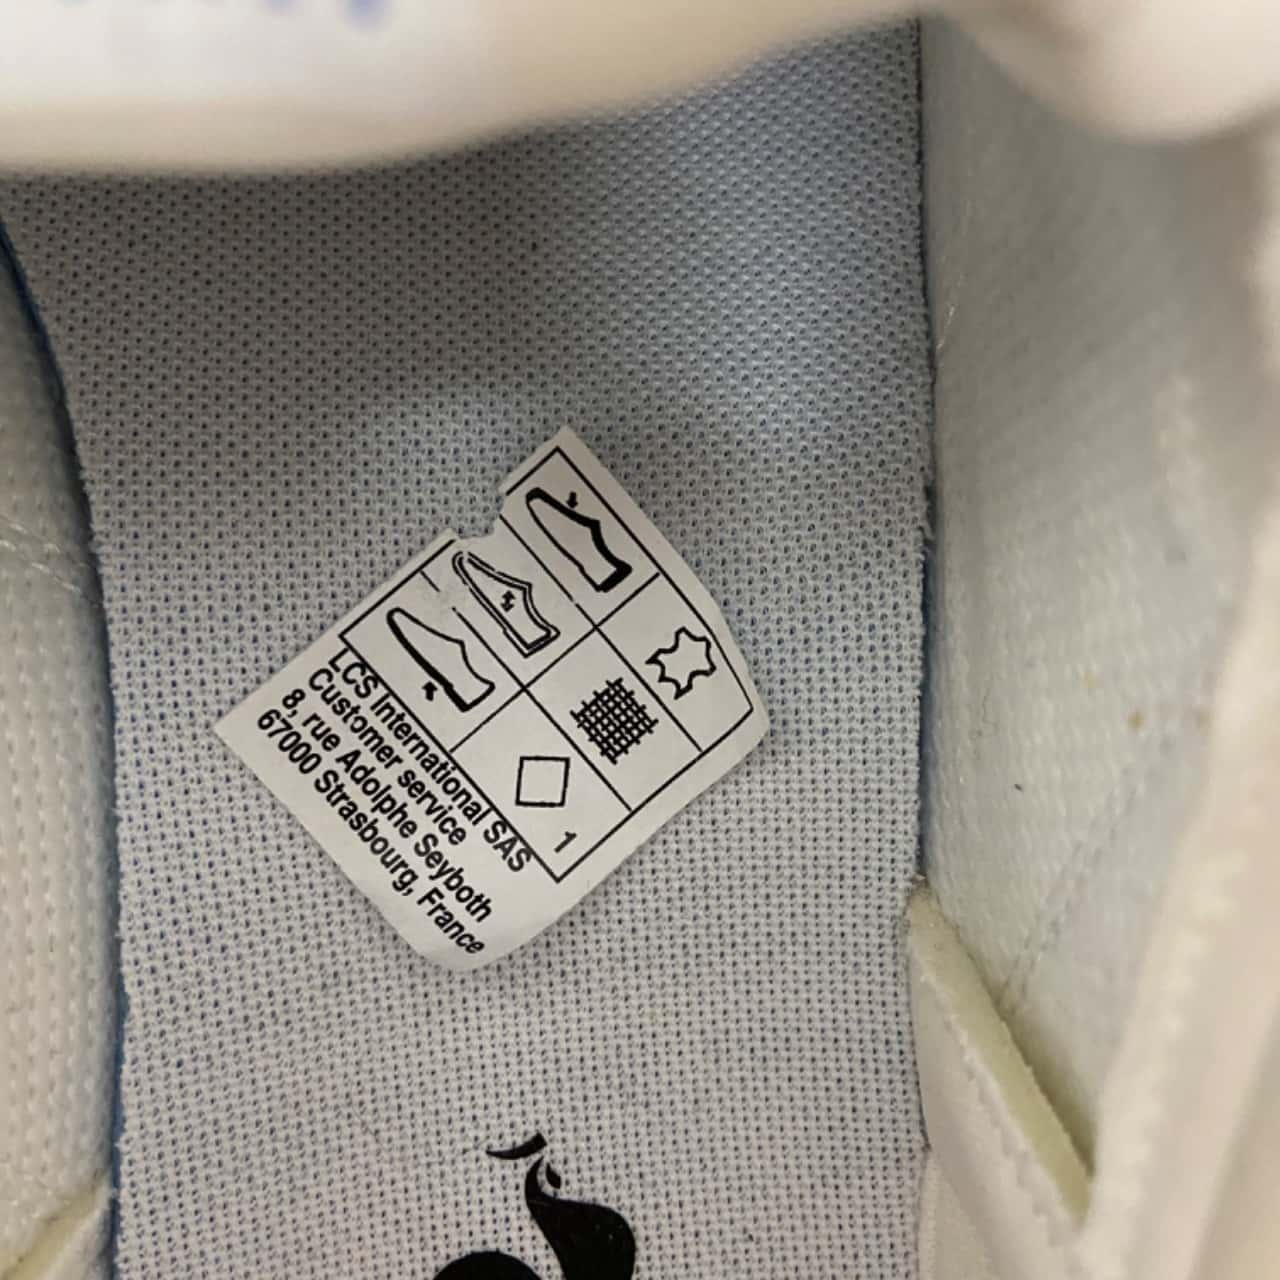 LCS International SAS
Customer service
8, rue Adolphe Seyboth
67000 Strasbourg, France
1